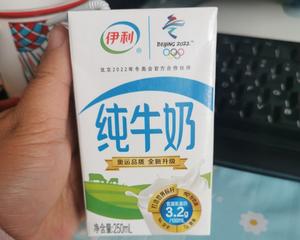 伊利
BEIJING 2022
北京2022年冬奥会官方合作伙伴
纯牛奶
奥运品质 全新升级
3.2g
/100mL
净含量:250mL